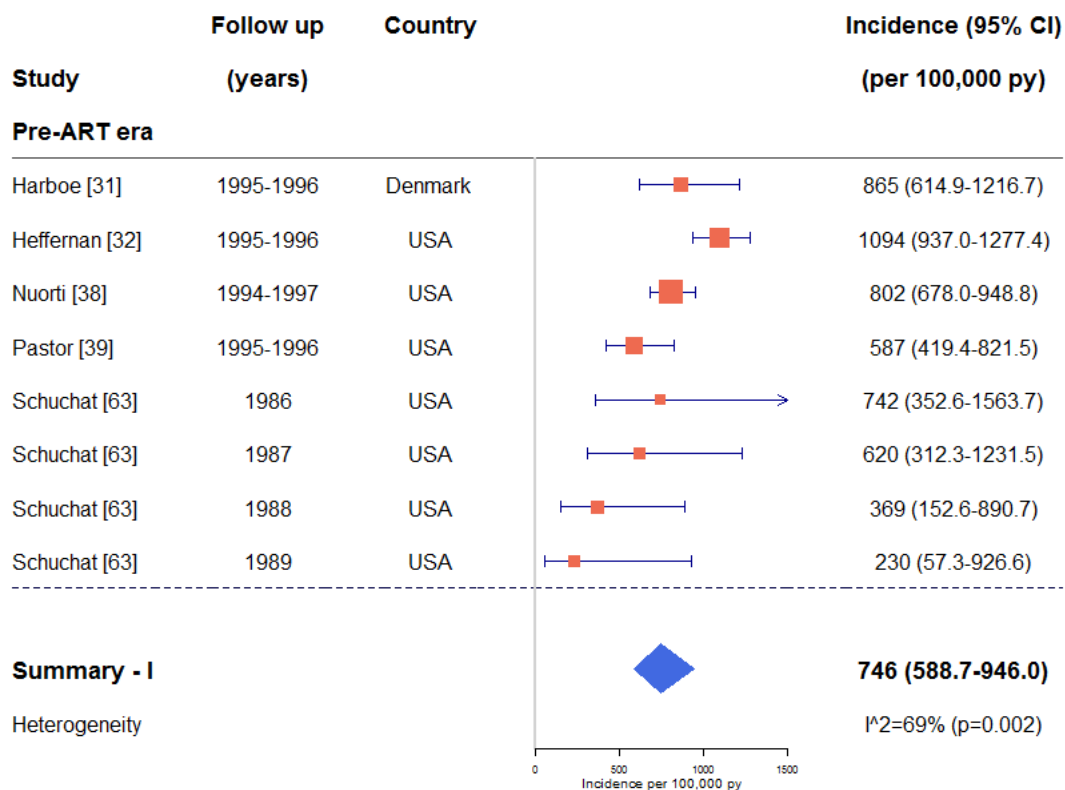 Follow up Country Incidence (95% CI)
Study (years) (per 100,000 py)
Pre-ART era
Harboe [31] 1995-1996 Denmark 865 (614.9-1216.7)
Heffernan [32] 1995-1996 USA 1094 (937.0-1277.4)
Nuorti [38] 1994-1997 USA 802 (678.0-948.8)
Pastor [39] 1995-1996 USA 587 (419.4-821.5)
Schuchat [63] 1986 USA 742 (352.6-1563.7)
Schuchat [63] 1987 USA 620 (312.3-1231.5)
Schuchat [63] 1988 USA 369 (152.6-890.7)
Schuchat [63] 1989 USA 230 (57.3-926.6)
Summary - I 746 (588.7-946.0)
Heterogeneity I^2=69% (p=0.002)
0 500 1000 1500
Incidence per 100,000 py